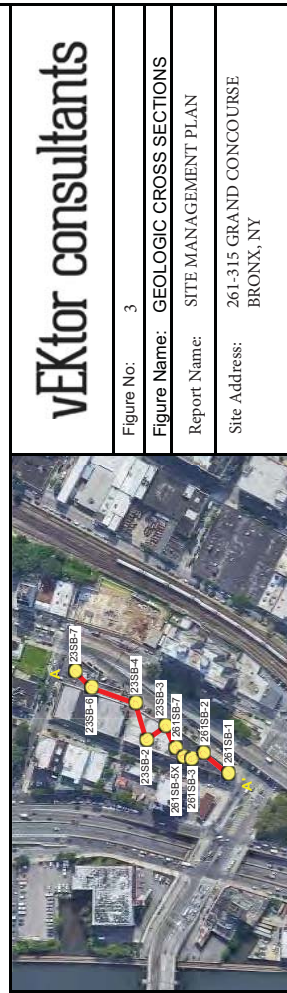 vEKtor consultants
Figure No: 3
Figure Name: GEOLOGIC CROSS SECTIONS
Report Name: SITE MANAGEMENT PLAN
Site Address: 261-315 GRAND CONCOURSE
BRONX, NY
A
23SB-7
23SB-6
23SB-4
23SB-2
23SB-3
261SB-7
261SB-5X
261SB-3
261SB-2
261SB-1
A'